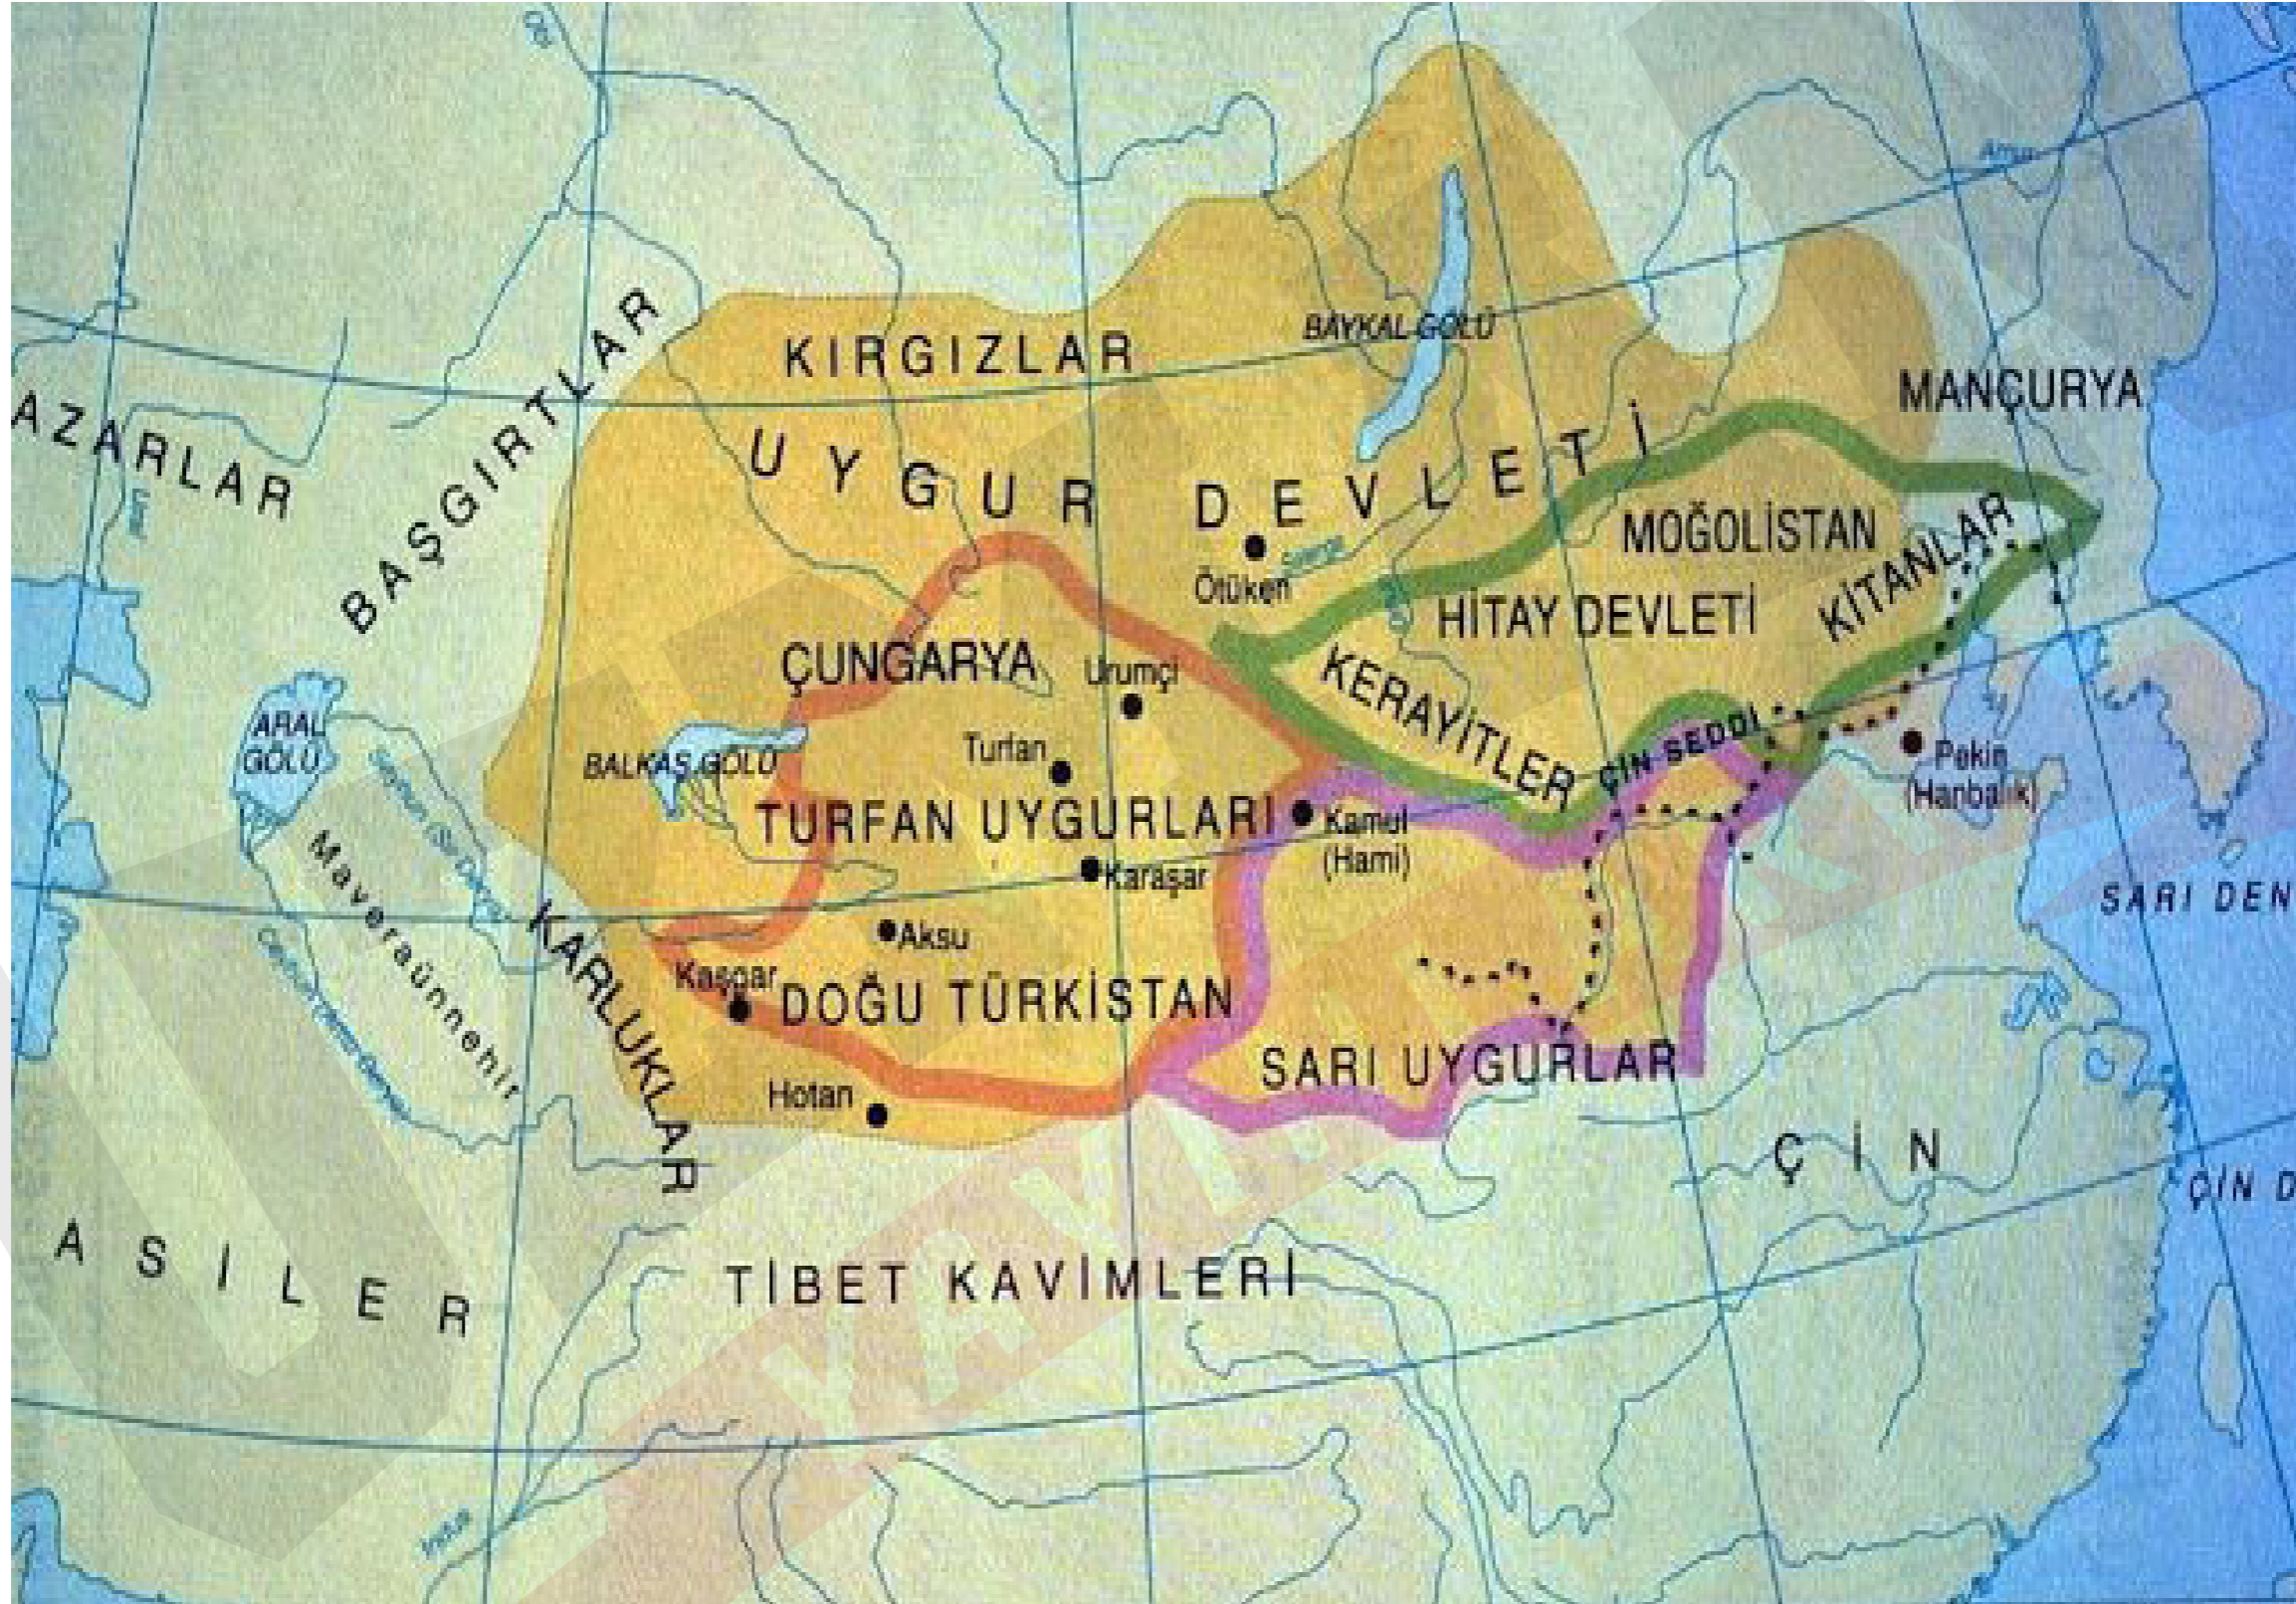 KIRGIZLAR
BAYKAL GÖLÜ
MANÇURYA
AZARLAR
BAŞGIRTLAR
UYGUR DEVLETİ
MOĞOLİSTAN
KİTANLAR
Ötüken
HİTAY DEVLETİ
ÇUNGARYA
Urumçi
KERAYİTLER
ARAL
GÖLÜ
BALKAŞ GÖLÜ
Turfan
ÇİN SEDDİ
Pekin
(Hanbalık)
TURFAN UYGURLARI
Kamul
(Hami)
Maveraünnehir
Karaşar
SARI DEN
KARLUKLAR
Aksu
Kaşgar
DOĞU TÜRKİSTAN
SARI UYGURLAR
Hotan
ÇİN
ÇİN D
ASİLER
TİBET KAVİMLERİ
KAYIT